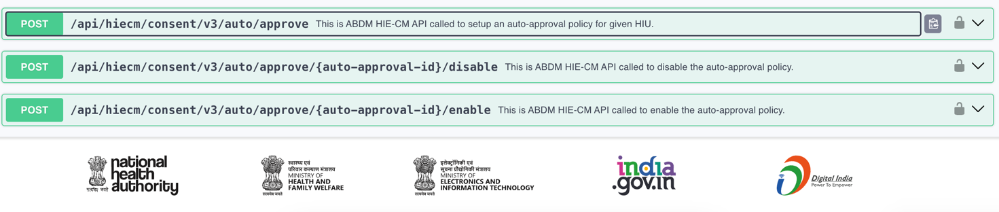 POST /api/hiecm/consent/v3/auto/approve This is ABDM HIE-CM API called to setup an auto-approval policy for given HIU.
POST /api/hiecm/consent/v3/auto/approve/{auto-approval-id}/disable This is ABDM HIE-CM API called to disable the auto-approval policy.
POST /api/hiecm/consent/v3/auto/approve/{auto-approval-id}/enable This is ABDM HIE-CM API called to enable the auto-approval policy.
national
health
authority
सत्यमेव जयते
स्वास्थ्य एवं
परिवार कल्याण मंत्रालय
MINISTRY OF
HEALTH AND
FAMILY WELFARE
सत्यमेव जयते
इलेक्ट्रॉनिकी एवं
सूचना प्रौद्योगिकी मंत्रालय
MINISTRY OF
ELECTRONICS AND
INFORMATION TECHNOLOGY
सत्यमेव जयते
india
.gov.in
Digital India
Power To Empower